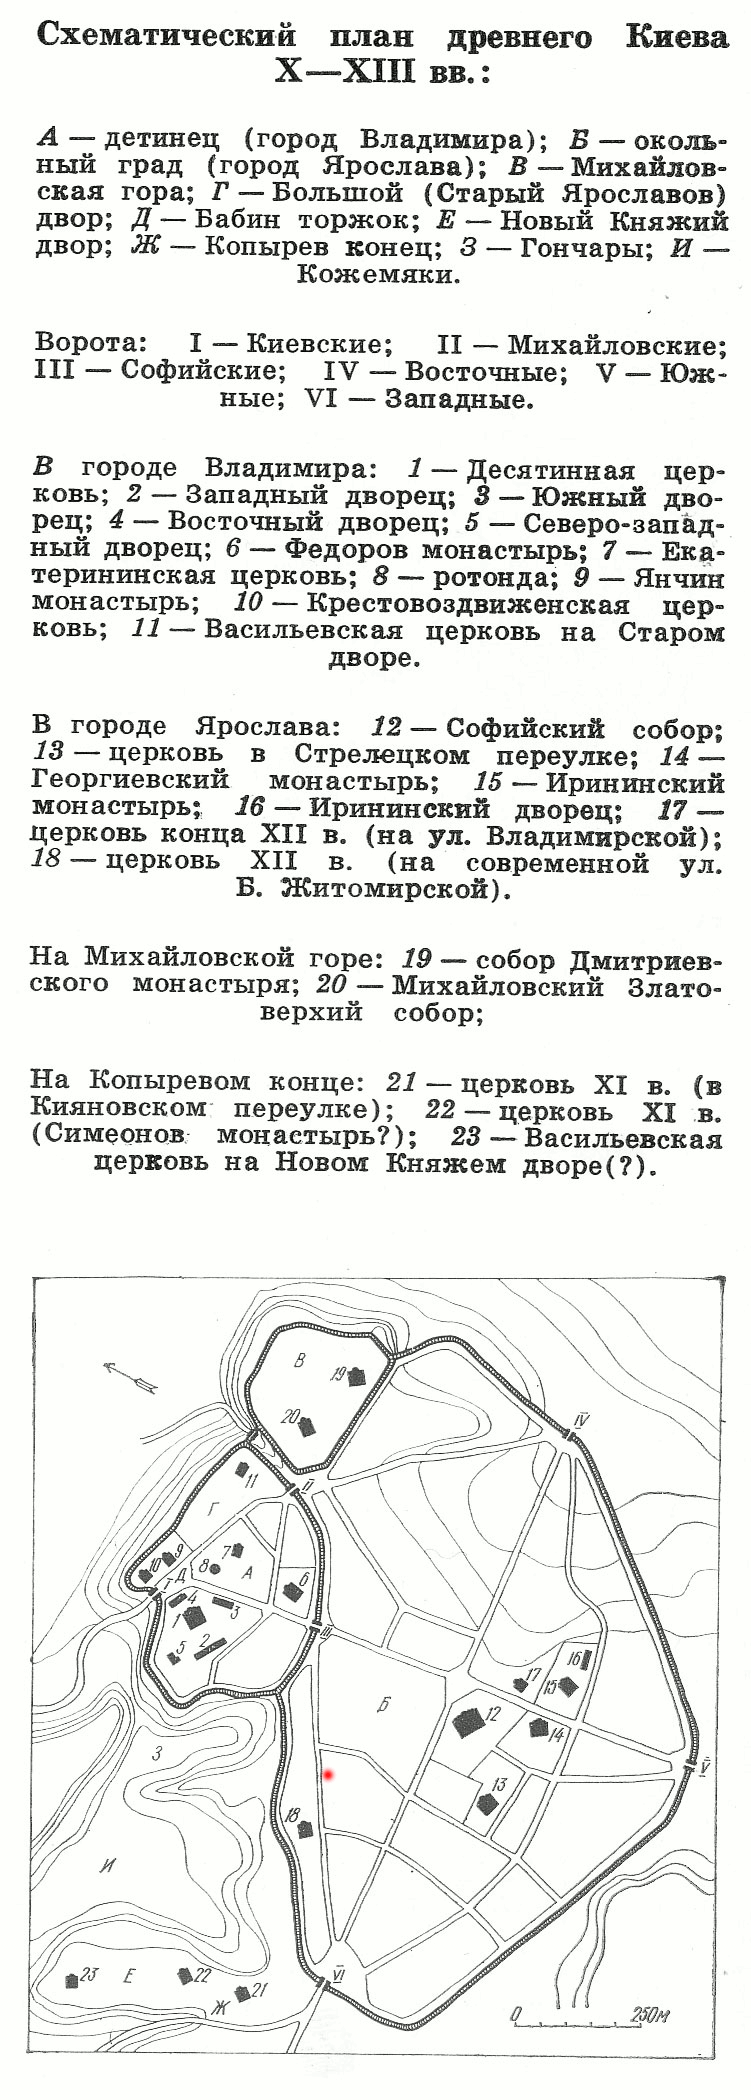 Схематический план древнего Киева
X—XIII вв.:
А — детинец (город Владимира); Б — околь-
ный град (город Ярослава); В — Михайлов-
ская гора; Г — Большой (Старый Ярославов)
двор; Д — Бабин торжок; Е — Новый Княжий
двор; Ж — Копырев конец; З — Гончары; И —
Кожемяки.
Ворота: I — Киевские; II — Михайловские;
III — Софийские; IV — Восточные; V — Юж-
ные; VI — Западные.
В городе Владимира: 1 — Десятинная цер-
ковь; 2 — Западный дворец; 3 — Южный дво-
рец; 4 — Восточный дворец; 5 — Северо-запад-
ный дворец; 6 — Федоров монастырь; 7 — Ека-
терининская церковь; 8 — ротонда; 9 — Янчин
монастырь; 10 — Крестовоздвиженская цер-
ковь; 11 — Васильевская церковь на Старом
дворе.
В городе Ярослава: 12 — Софийский собор;
13 — церковь в Стрелецком переулке; 14 —
Георгиевский монастырь; 15 — Ирининский
монастырь; 16 — Ирининский дворец; 17 —
церковь конца XII в. (на ул. Владимирской);
18 — церковь XII в. (на современной ул.
Б. Житомирской).
На Михайловской горе: 19 — собор Дмитриев-
ского монастыря; 20 — Михайловский Злато-
верхий собор;
На Копыревом конце: 21 — церковь XI в. (в
Кияновском переулке); 22 — церковь XI в.
(Симеонов монастырь?); 23 — Васильевская
церковь на Новом Княжем дворе(?).
В
19
20
IV
11
II
Г
7
9
10
8
А
Д
6
I
4
3
1
III
2
5
16
17
15
Б
12
14
З
V
13
18
И
VI
23
Е
22
21
Ж
0 250м